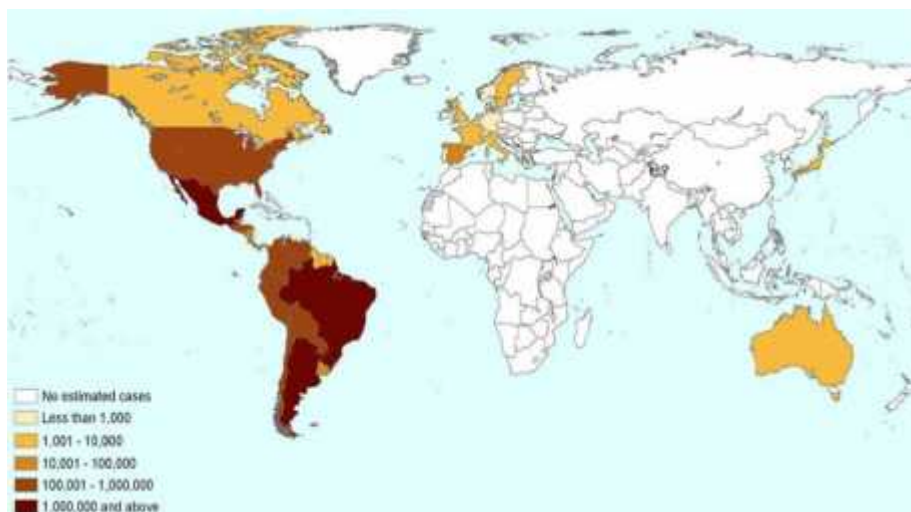 No estimated cases
Less than 1,000
1,001 - 10,000
10,001 - 100,000
100,001 - 1,000,000
1,000,000 and above